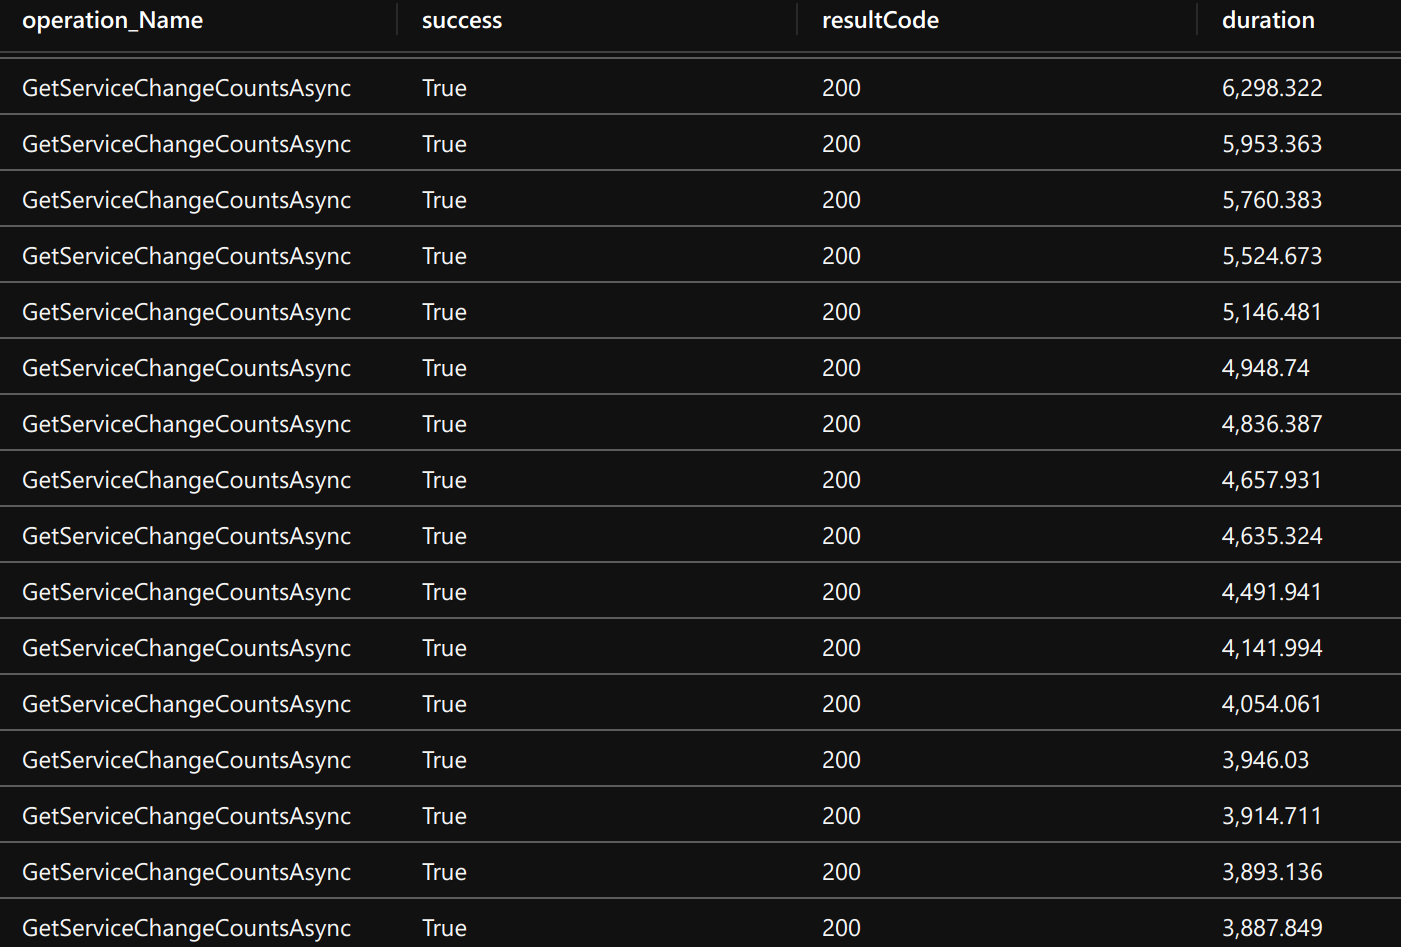 operation_Name success resultCode duration
GetServiceChangeCountsAsync True 200 6,298.322
GetServiceChangeCountsAsync True 200 5,953.363
GetServiceChangeCountsAsync True 200 5,760.383
GetServiceChangeCountsAsync True 200 5,524.673
GetServiceChangeCountsAsync True 200 5,146.481
GetServiceChangeCountsAsync True 200 4,948.74
GetServiceChangeCountsAsync True 200 4,836.387
GetServiceChangeCountsAsync True 200 4,657.931
GetServiceChangeCountsAsync True 200 4,635.324
GetServiceChangeCountsAsync True 200 4,491.941
GetServiceChangeCountsAsync True 200 4,141.994
GetServiceChangeCountsAsync True 200 4,054.061
GetServiceChangeCountsAsync True 200 3,946.03
GetServiceChangeCountsAsync True 200 3,914.711
GetServiceChangeCountsAsync True 200 3,893.136
GetServiceChangeCountsAsync True 200 3,887.849